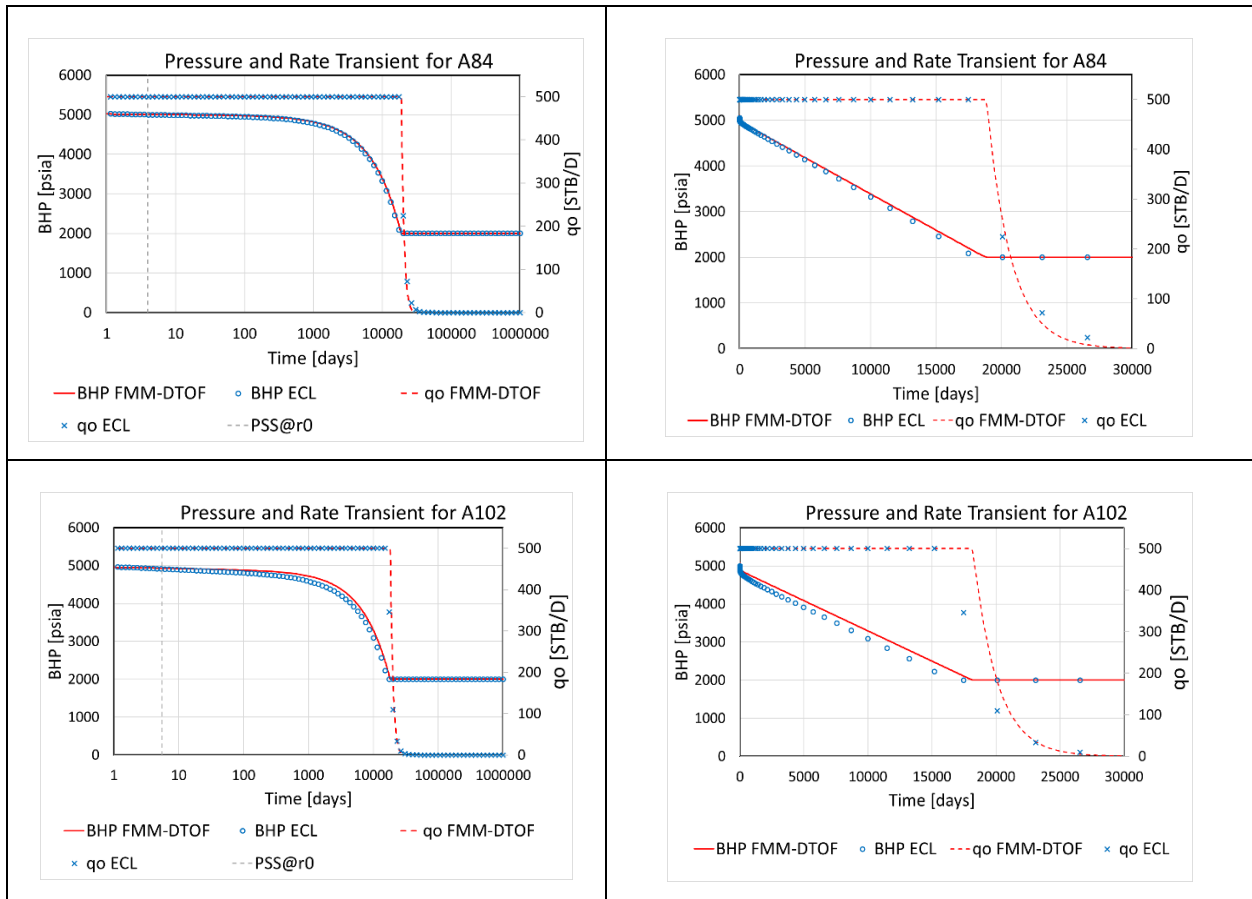 Pressure and Rate Transient for A84
6000
5000
4000
3000
2000
1000
0
BHP [psia]
500
400
300
200
100
0
qo [STB/D]
1 10 100 1000 10000 100000 1000000
Time [days]
BHP FMM-DTOF BHP ECL qo FMM-DTOF
qo ECL PSS@r0
Pressure and Rate Transient for A84
6000
5000
4000
3000
2000
1000
0
BHP [psia]
500
400
300
200
100
0
qo [STB/D]
0 5000 10000 15000 20000 25000 30000
Time [days]
BHP FMM-DTOF BHP ECL qo FMM-DTOF qo ECL
Pressure and Rate Transient for A102
6000
5000
4000
3000
2000
1000
0
BHP [psia]
500
400
300
200
100
0
qo [STB/D]
1 10 100 1000 10000 100000 1000000
Time [days]
BHP FMM-DTOF BHP ECL qo FMM-DTOF
qo ECL PSS@r0
Pressure and Rate Transient for A102
6000
5000
4000
3000
2000
1000
0
BHP [psia]
500
400
300
200
100
0
qo [STB/D]
0 5000 10000 15000 20000 25000 30000
Time [days]
BHP FMM-DTOF BHP ECL qo FMM-DTOF qo ECL